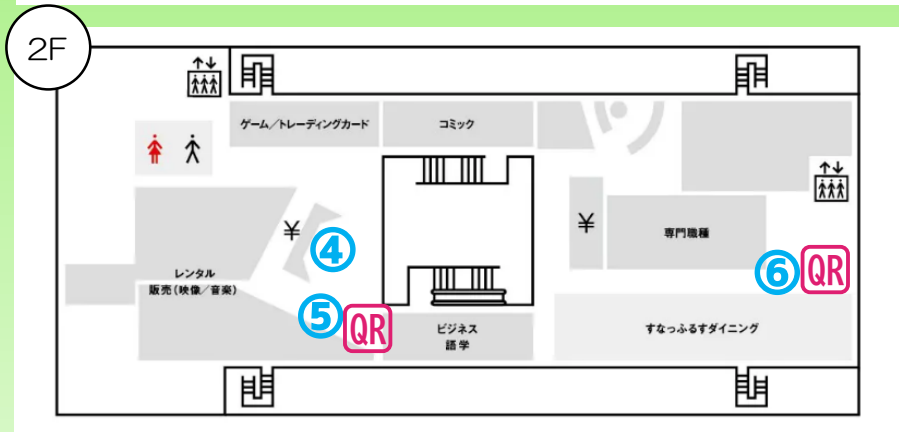 2F
ゲーム／トレーディングカード
コミック
¥
④
¥
専門職種
レンタル
販売（映像／音楽）
⑥ QR
⑤ QR
ビジネス
語学
すなっふるすダイニング